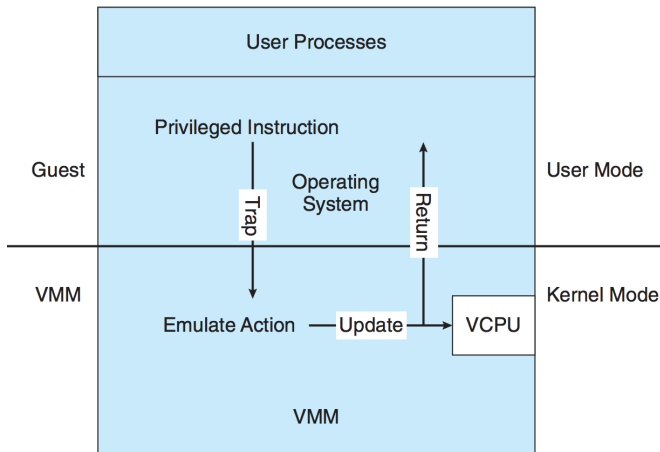 User Processes
Privileged Instruction
Guest
User Mode
Operating
System
Trap
Return
VMM
Kernel Mode
Emulate Action
Update
VCPU
VMM